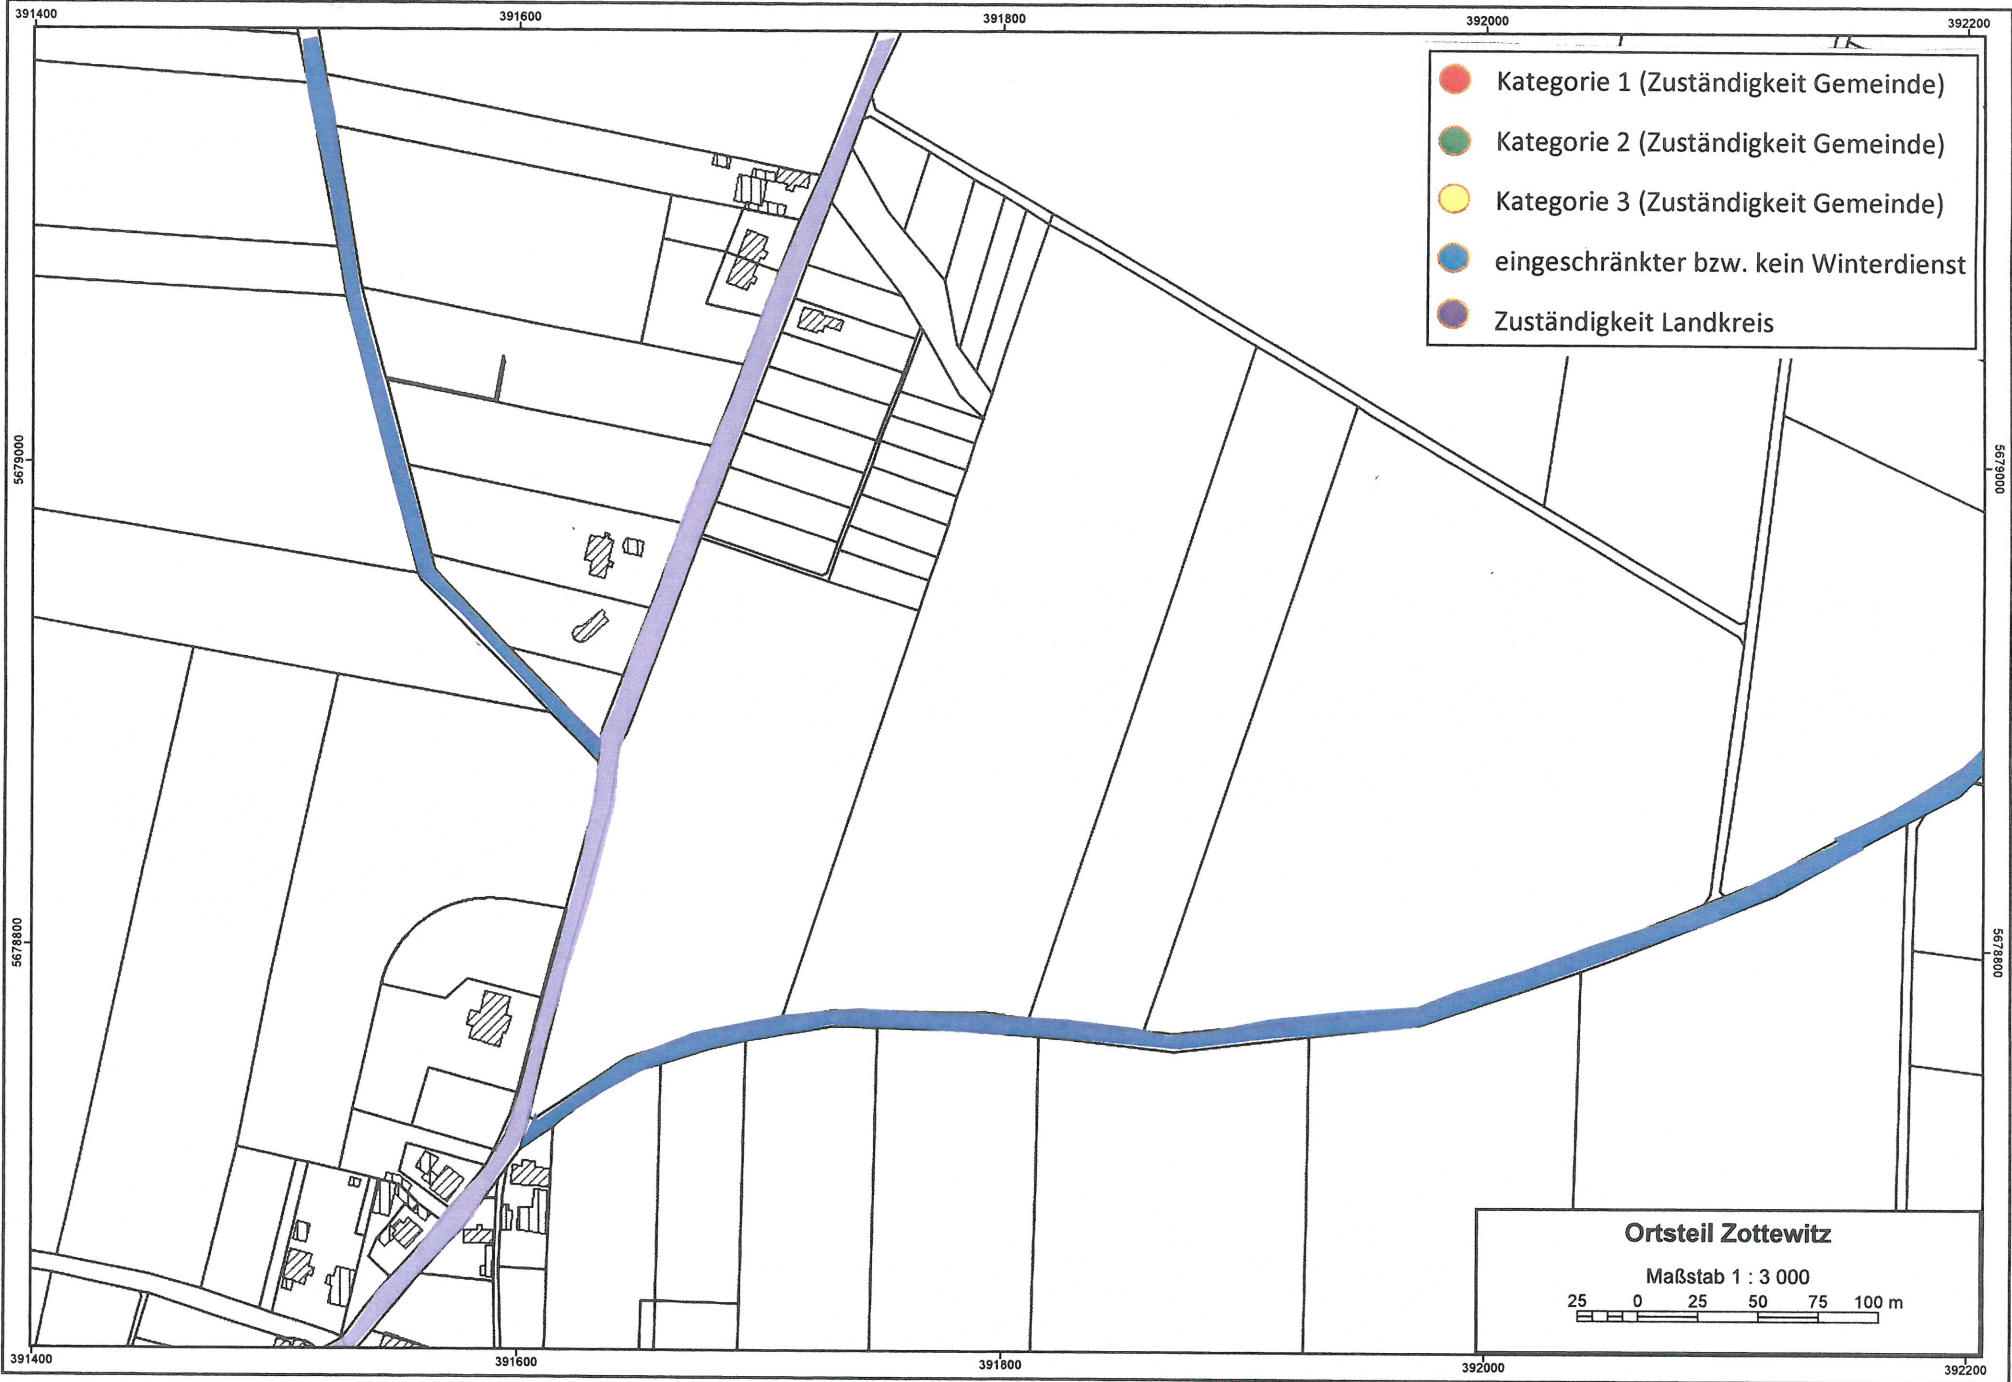 391400
391600
391800
392000
392200
Kategorie 1 (Zuständigkeit Gemeinde)
Kategorie 2 (Zuständigkeit Gemeinde)
Kategorie 3 (Zuständigkeit Gemeinde)
eingeschränkter bzw. kein Winterdienst
Zuständigkeit Landkreis
5679000
5679000
5678800
5678800
Ortsteil Zottewitz
Maßstab 1 : 3 000
25 0 25 50 75 100 m
391400
391600
391800
392000
392200